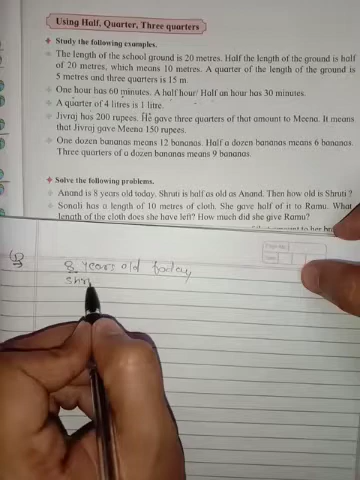 Using Half, Quarter, Three quarters
Study the following examples.
The length of the school ground is 20 metres. Half the length of the ground is half
of 20 metres, which means 10 metres. A quarter of the length of the ground is
5 metres and three quarters is 15 m.
One hour has 60 minutes. A half hour/ Half an hour has 30 minutes.
A quarter of 4 litres is 1 litre.
Jivraj has 200 rupees. He gave three quarters of that amount to Meena. It means
that Jivraj gave Meena 150 rupees.
One dozen bananas means 12 bananas. Half a dozen bananas means 6 bananas.
Three quarters of a dozen bananas means 9 bananas.
Solve the following problems.
Anand is 8 years old today. Shruti is half as old as Anand. Then how old is Shruti ?
Sonali has a length of 10 metres of cloth. She gave half of it to Ramu. What
length of the cloth does she have left? How much did she give Ramu?
to her
8 years old today
Shr